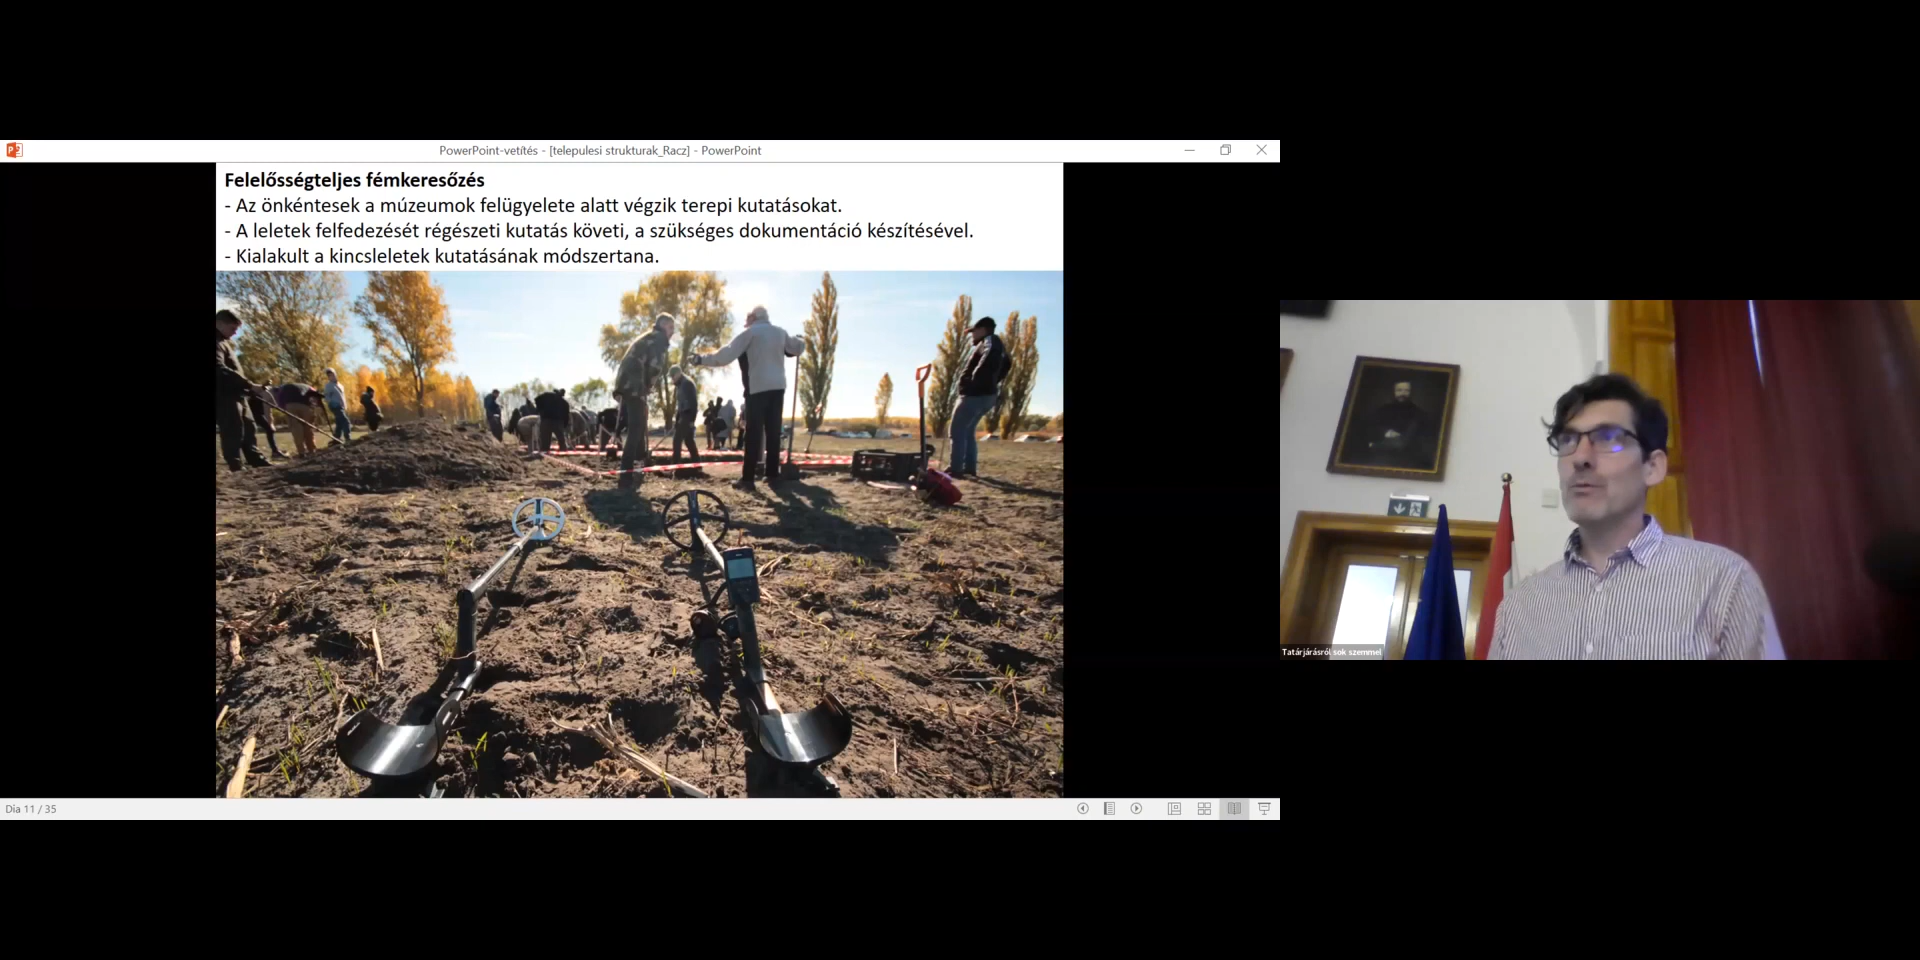 PowerPoint-vetítés - [telepulesi strukturak_Racz] - PowerPoint
Felelősségteljes fémkeresőzés
- Az önkéntesek a múzeumok felügyelete alatt végzik terepi kutatásokat.
- A leletek felfedezését régészeti kutatás követi, a szükséges dokumentáció készítésével.
- Kialakult a kincsleletek kutatásának módszertana.
Tatárjárásról sok szemmel
Dia 11 / 35